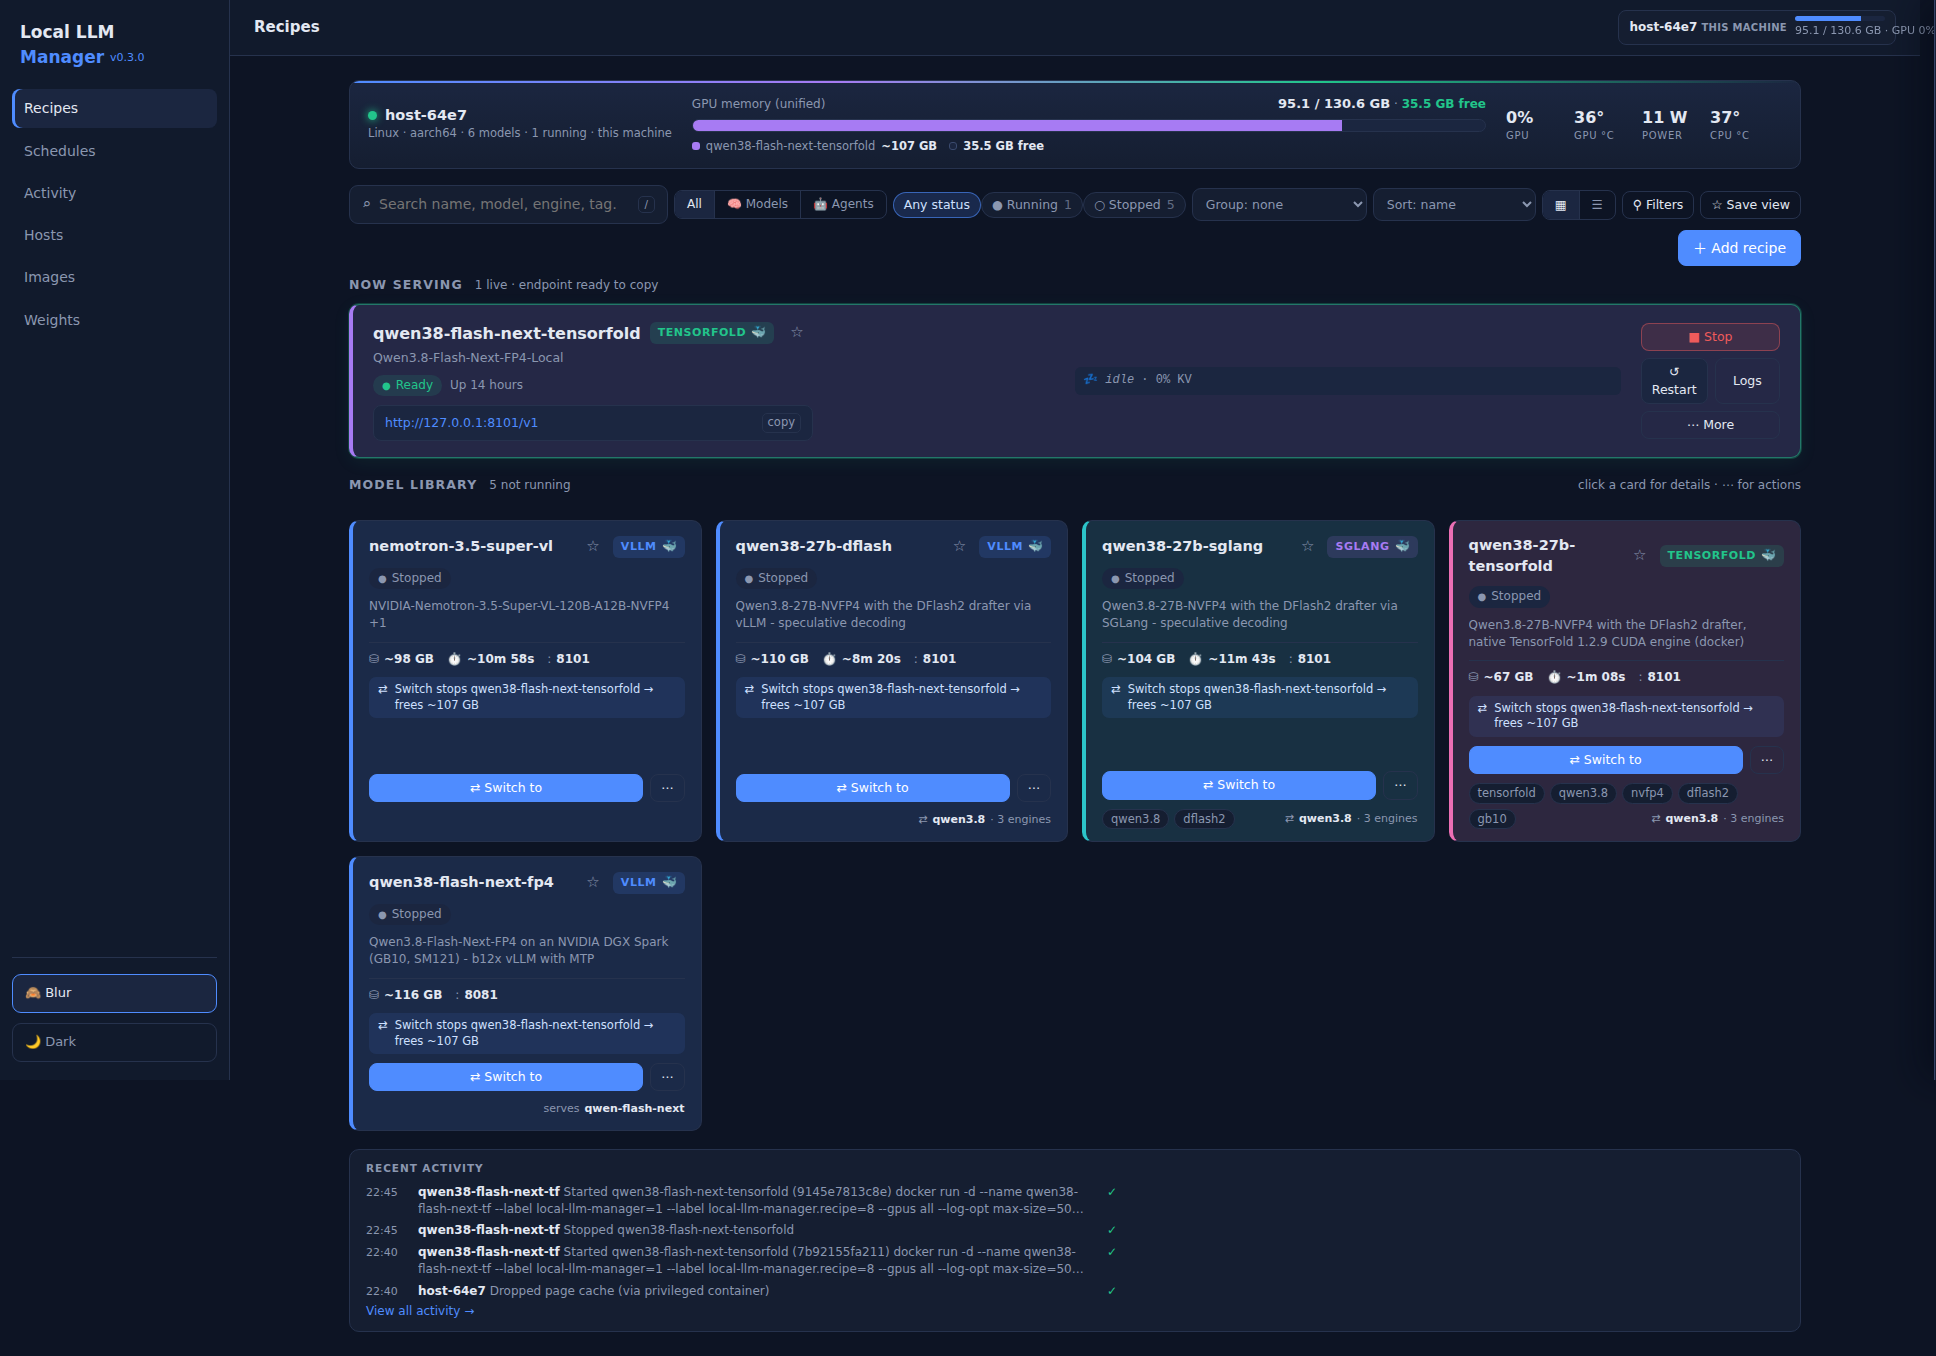 Local LLM
Manager v0.3.0
Recipes
Schedules
Activity
Hosts
Images
Weights
🙈 Blur
🌙 Dark
Recipes
host-64e7 THIS MACHINE
95.1 / 130.6 GB · GPU 0%
host-64e7
Linux · aarch64 · 6 models · 1 running · this machine
GPU memory (unified)
95.1 / 130.6 GB · 35.5 GB free
qwen38-flash-next-tensorfold ~107 GB 35.5 GB free
0%
GPU
36°
GPU °C
11 W
POWER
37°
CPU °C
Search name, model, engine, tag. /
All 🧠 Models 🤖 Agents
Any status ● Running 1 ○ Stopped 5
Group: none
Sort: name
▦ ☰
⚲ Filters
☆ Save view
+ Add recipe
NOW SERVING 1 live · endpoint ready to copy
qwen38-flash-next-tensorfold TENSORFOLD 🐳 ☆
Qwen3.8-Flash-Next-FP4-Local
● Ready Up 14 hours
http://127.0.0.1:8101/v1 copy
💤 idle · 0% KV
■ Stop
↺ Restart
Logs
⋯ More
MODEL LIBRARY 5 not running
click a card for details · ⋯ for actions
nemotron-3.5-super-vl ☆ VLLM 🐳
● Stopped
NVIDIA-Nemotron-3.5-Super-VL-120B-A12B-NVFP4
+1
~98 GB ⏱ ~10m 58s : 8101
⇄ Switch stops qwen38-flash-next-tensorfold →
frees ~107 GB
⇄ Switch to ⋯
qwen38-27b-dflash ☆ VLLM 🐳
● Stopped
Qwen3.8-27B-NVFP4 with the DFlash2 drafter via
vLLM - speculative decoding
~110 GB ⏱ ~8m 20s : 8101
⇄ Switch stops qwen38-flash-next-tensorfold →
frees ~107 GB
⇄ Switch to ⋯
⇄ qwen3.8 · 3 engines
qwen38-27b-sglang ☆ SGLANG 🐳
● Stopped
Qwen3.8-27B-NVFP4 with the DFlash2 drafter via
SGLang - speculative decoding
~104 GB ⏱ ~11m 43s : 8101
⇄ Switch stops qwen38-flash-next-tensorfold →
frees ~107 GB
⇄ Switch to ⋯
qwen3.8 dflash2 ⇄ qwen3.8 · 3 engines
qwen38-27b-
tensorfold ☆ TENSORFOLD 🐳
● Stopped
Qwen3.8-27B-NVFP4 with the DFlash2 drafter,
native TensorFold 1.2.9 CUDA engine (docker)
~67 GB ⏱ ~1m 08s : 8101
⇄ Switch stops qwen38-flash-next-tensorfold →
frees ~107 GB
⇄ Switch to ⋯
tensorfold qwen3.8 nvfp4 dflash2
gb10 ⇄ qwen3.8 · 3 engines
qwen38-flash-next-fp4 ☆ VLLM 🐳
● Stopped
Qwen3.8-Flash-Next-FP4 on an NVIDIA DGX Spark
(GB10, SM121) - b12x vLLM with MTP
~116 GB : 8081
⇄ Switch stops qwen38-flash-next-tensorfold →
frees ~107 GB
⇄ Switch to ⋯
serves qwen-flash-next
RECENT ACTIVITY
22:45 qwen38-flash-next-tf Started qwen38-flash-next-tensorfold (9145e7813c8e) docker run -d --name qwen38- ✓
flash-next-tf --label local-llm-manager=1 --label local-llm-manager.recipe=8 --gpus all --log-opt max-size=50…
22:45 qwen38-flash-next-tf Stopped qwen38-flash-next-tensorfold ✓
22:40 qwen38-flash-next-tf Started qwen38-flash-next-tensorfold (7b92155fa211) docker run -d --name qwen38- ✓
flash-next-tf --label local-llm-manager=1 --label local-llm-manager.recipe=8 --gpus all --log-opt max-size=50…
22:40 host-64e7 Dropped page cache (via privileged container) ✓
View all activity →